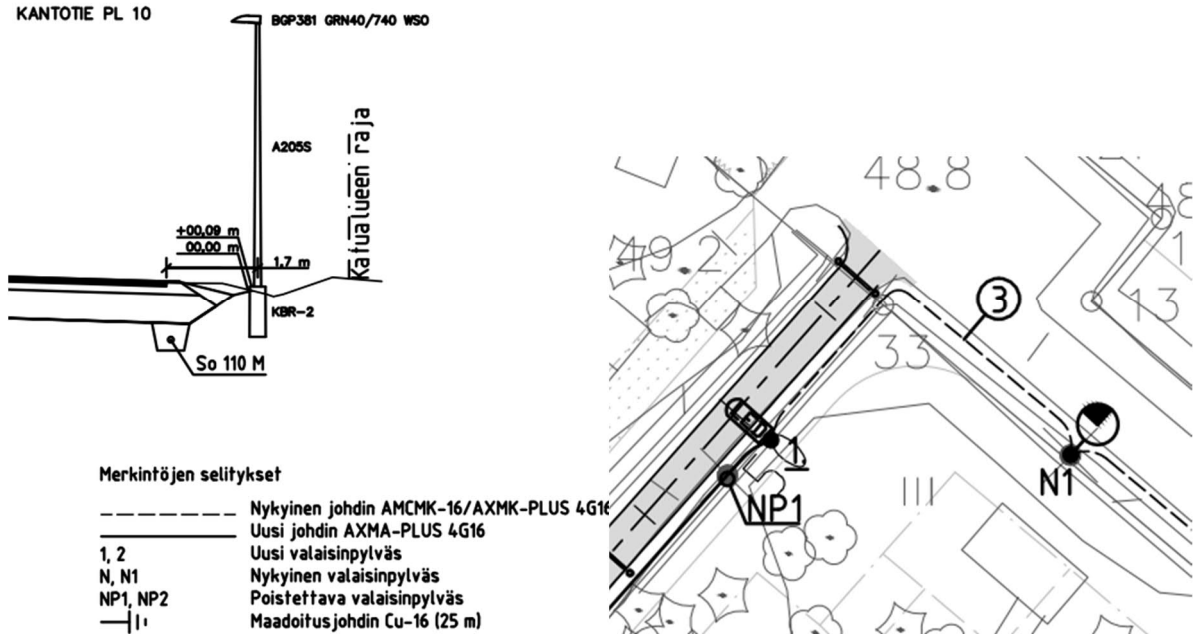 KANTOTIE PL 10
BGP381 GRN40/740 WSO
A205S
Katualueen raja
+00.09 m
00.00 m
1.7 m
KBR-2
So 110 M
Merkintöjen selitykset
Nykyinen johdin AMCMK-16/AXMK-PLUS 4G16
Uusi johdin AXMA-PLUS 4G16
1, 2 Uusi valaisinpylväs
N, N1 Nykyinen valaisinpylväs
NP1, NP2 Poistettava valaisinpylväs
Maadoitusjohdin Cu-16 (25 m)
48.8
48
49.2
1
13
3
33
LED
1.
N1
NP1
III